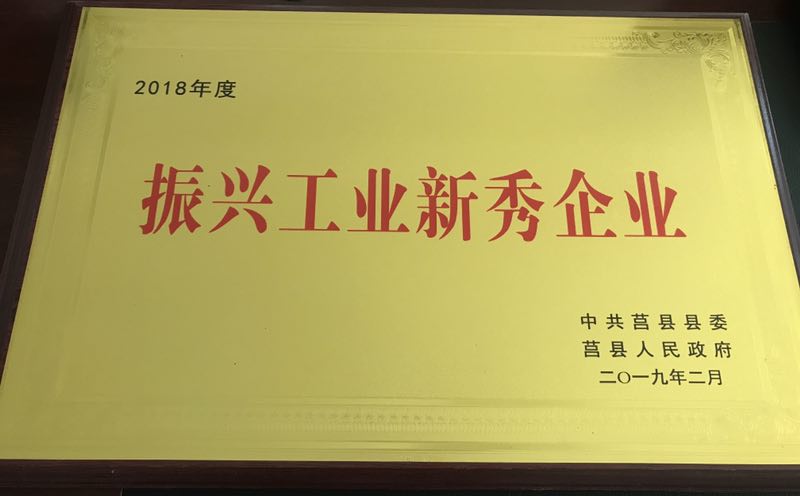 2018年度
振兴工业新秀企业
中共莒县县委
莒县人民政府
二〇一九年二月